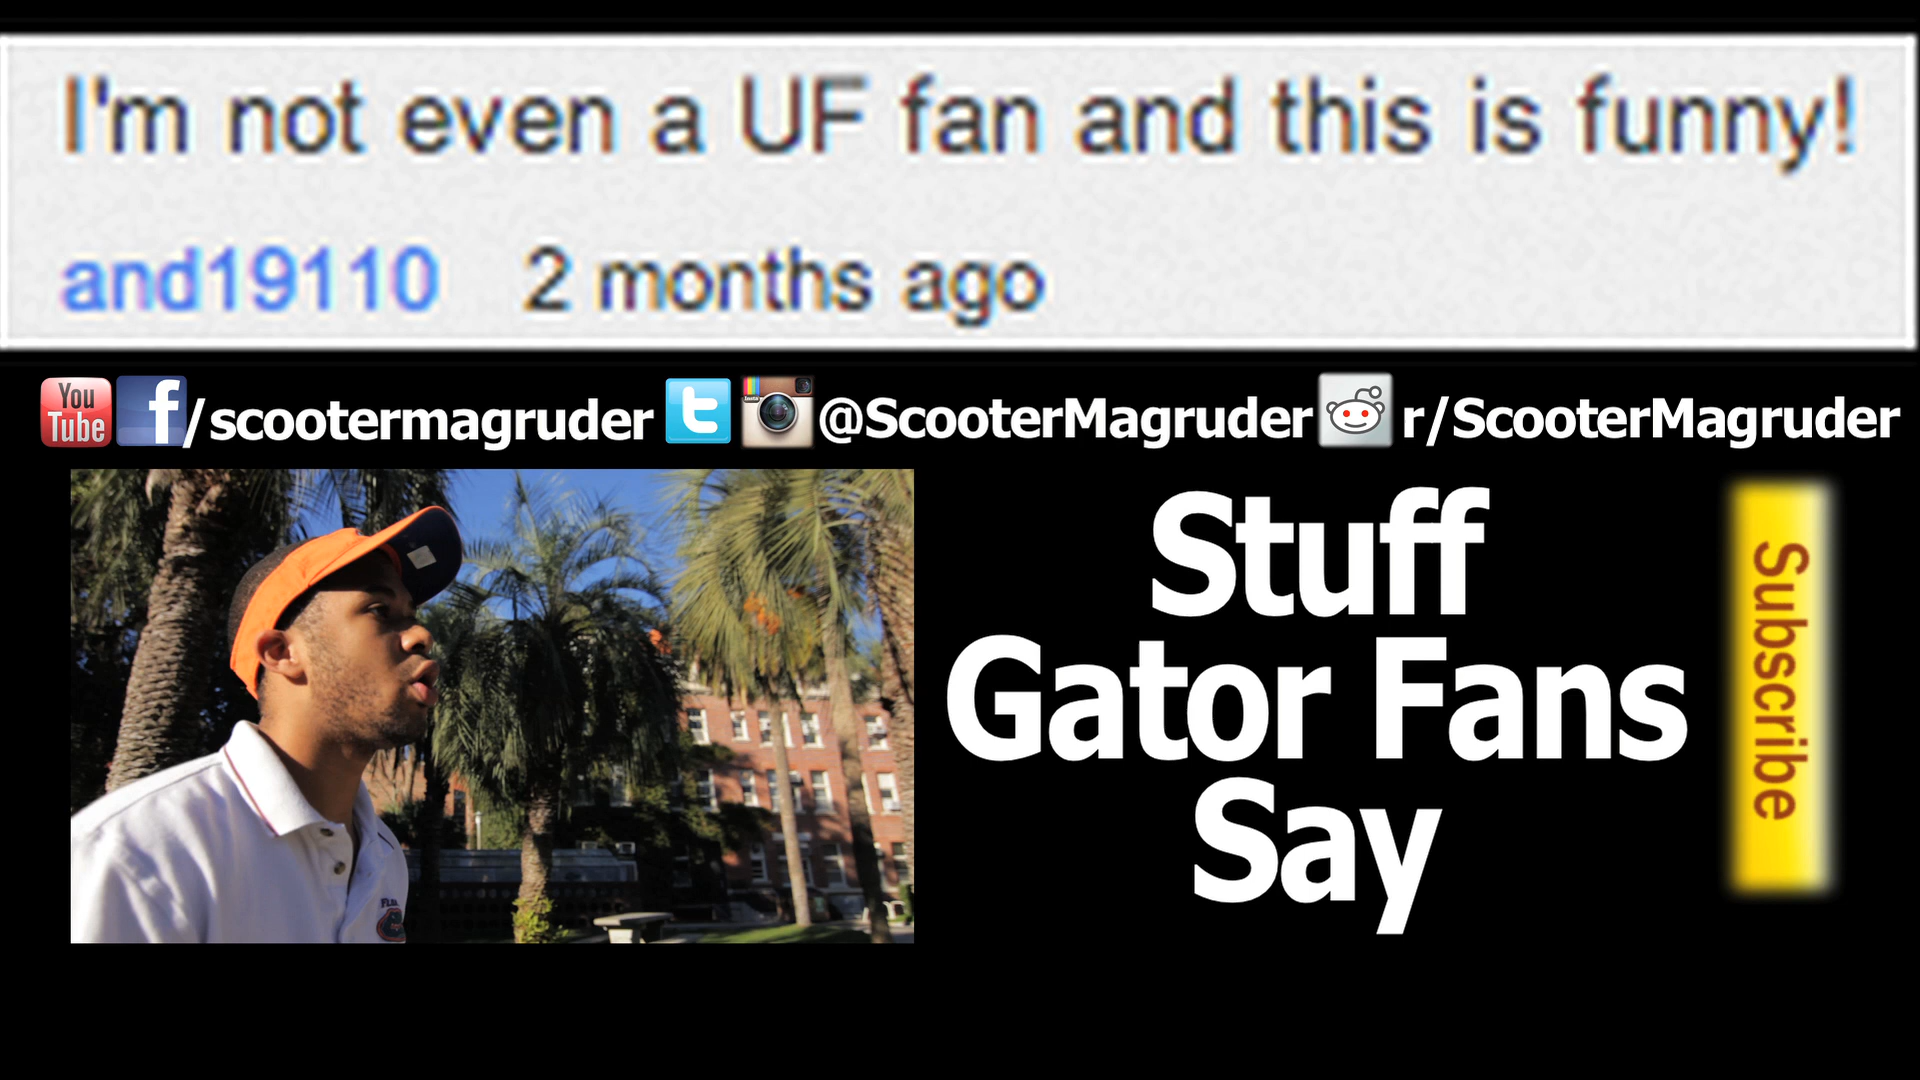 I'm not even a UF fan and this is funny!
and19110 2 months ago
You Tube f/scootermagruder t @ScooterMagruder r/ScooterMagruder
Stuff
Gator Fans
Say
Subscribe